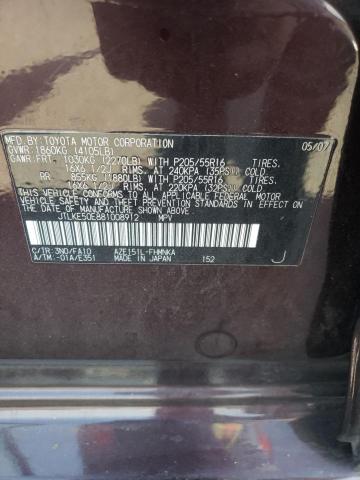 MFD. BY TOYOTA MOTOR CORPORATION 05/07
GVWR: 1860KG (4105LB)
GAWR: FRT. 1030KG (2270LB) WITH P205/55R16 TIRES.
16X6 1/2J RIMS. AT 240KPA (35PSI) COLD
RR. 855KG (1880LB) WITH P205/55R16 TIRES.
16X6 1/2J RIMS. AT 220KPA (32PSI) COLD
THIS VEHICLE CONFORMS TO ALL APPLICABLE FEDERAL MOTOR
VEHICLE SAFETY AND THEFT PREVENTION STANDARDS IN EFFECT ON
THE DATE OF MANUFACTURE SHOWN ABOVE.
JTLKE50E881008912 MPV
C/TR:3N0/FA10 AZE151L-FHMNKA
A/TM:-01A/E351 MADE IN JAPAN 152 J